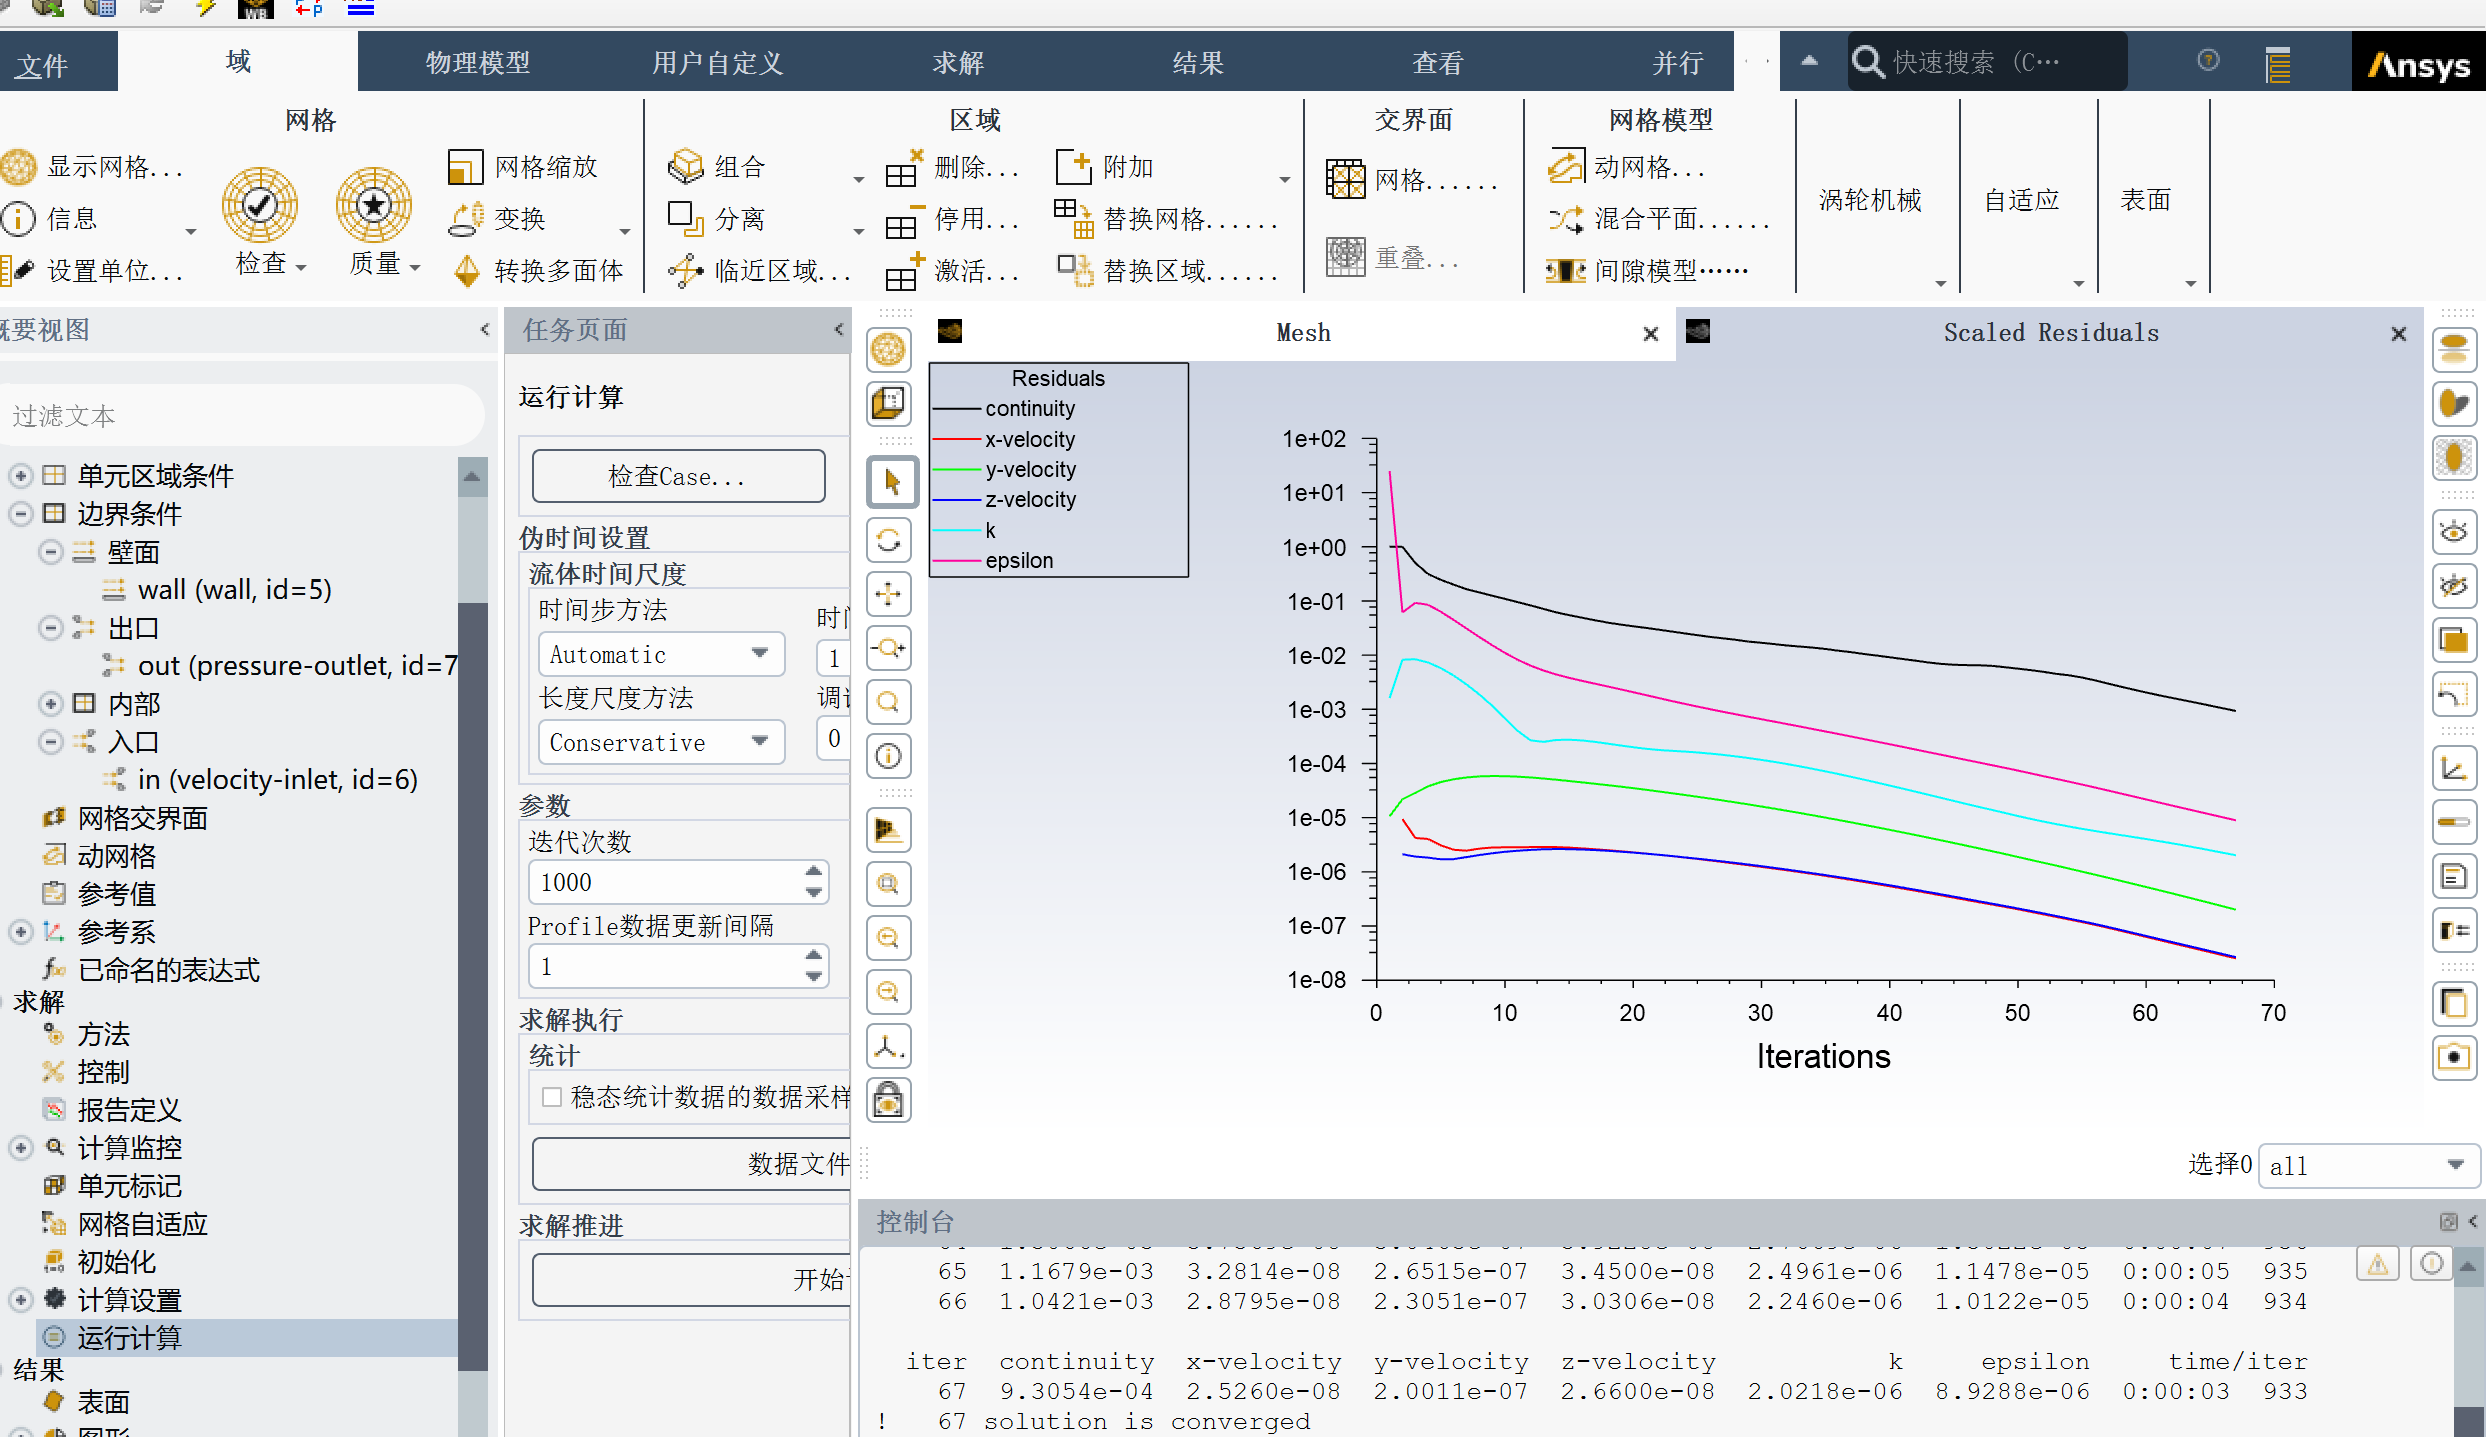 WB
文件
域
物理模型
用户自定义
求解
结果
查看
并行
快速搜索 (C···
Ansys
网格
显示网格...
信息
设置单位...
检查
质量
网格缩放
变换
转换多面体
区域
组合
分离
临近区域...
删除...
停用...
激活...
附加
替换网格......
替换区域......
交界面
网格......
重叠...
网格模型
动网格...
混合平面......
间隙模型······
涡轮机械
自适应
表面
要视图
过滤文本
单元区域条件
边界条件
壁面
wall (wall, id=5)
出口
out (pressure-outlet, id=7
内部
入口
in (velocity-inlet, id=6)
网格交界面
动网格
参考值
参考系
已命名的表达式
求解
方法
控制
报告定义
计算监控
单元标记
网格自适应
初始化
计算设置
运行计算
结果
表面
图形
任务页面
运行计算
检查Case...
伪时间设置
流体时间尺度
时间步方法
时间
Automatic
1
长度尺度方法
Conservative
0
参数
迭代次数
1000
Profile数据更新间隔
1
求解执行
统计
稳态统计数据的数据采样
数据文件
求解推进
开始
Mesh
Scaled Residuals
Residuals
continuity
x-velocity
y-velocity
z-velocity
k
epsilon
1e+02
1e+01
1e+00
1e-01
1e-02
1e-03
1e-04
1e-05
1e-06
1e-07
1e-08
0 10 20 30 40 50 60 70
Iterations
选择0 all
控制台
65 1.1679e-03 3.2814e-08 2.6515e-07 3.4500e-08 2.4961e-06 1.1478e-05 0:00:05 935
66 1.0421e-03 2.8795e-08 2.3051e-07 3.0306e-08 2.2460e-06 1.0122e-05 0:00:04 934
iter continuity x-velocity y-velocity z-velocity k epsilon time/iter
67 9.3054e-04 2.5260e-08 2.0011e-07 2.6600e-08 2.0218e-06 8.9288e-06 0:00:03 933
! 67 solution is converged